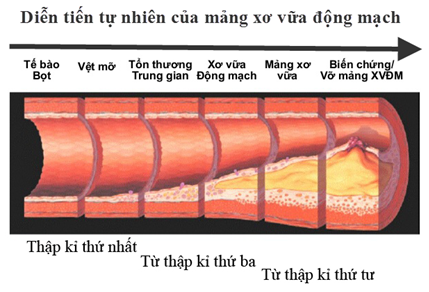 Diễn tiến tự nhiên của mảng xơ vữa động mạch
Tế bào
Bọt
Vệt mỡ
Tổn thương
Trung gian
Xơ vữa
Động mạch
Mảng xơ
vữa
Biến chứng/
Vỡ mảng XVĐM
Thập kỉ thứ nhất
Từ thập kỉ thứ ba
Từ thập kỉ thứ tư